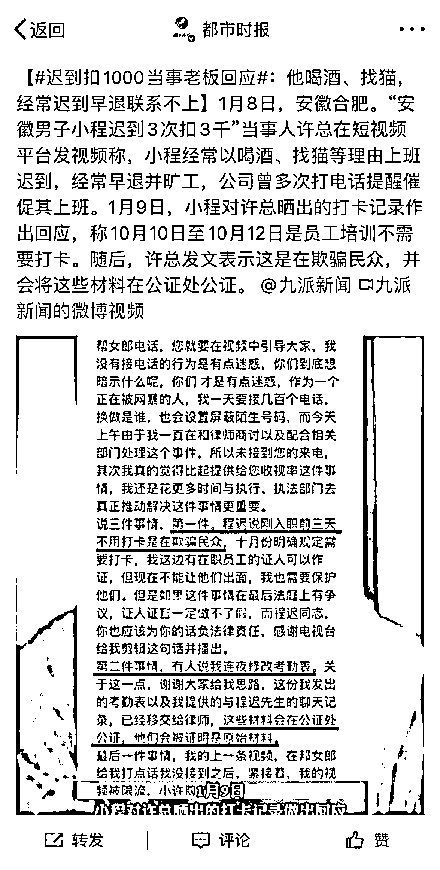 返回
都市时报
【#迟到扣1000当事老板回应#：他喝酒、找猫，
经常迟到早退联系不上】1月8日，安徽合肥。“安
徽男子小程迟到3次扣3千”当事人许总在短视频
平台发视频称，小程经常以喝酒、找猫等理由上班
迟到，经常早退并旷工，公司曾多次打电话提醒催
促其上班。1月9日，小程对许总晒出的打卡记录作
出回应，称10月10日至10月12日是员工培训不需
要打卡。随后，许总发文表示这是在欺骗民众，并
会将这些材料在公证处公证。@九派新闻 九派
新闻的微博视频
帮女郎电话，您就要在视频中引导大家，我
没有接电话的行为是有点迷惑，你们到底想
暗示什么呢，你们才是有点迷惑，作为一个
正在被网暴的人，我一天要接几百个电话，
换做是谁，也会设置屏蔽陌生号码，而今天
上午由于我一直在和律师商讨以及配合相关
部门处理这个事件，所以未接到您的来电，
其次我真的觉得比起提供给您收视率这件事
情，我还是花更多时间与执行、执法部门去
真正推动解决这件事情更重要。
说三件事情，第一件，程迟说刚入职前三天
不用打卡是在欺骗民众，十月份明确规定需
要打卡，我这边有在职员工的证人可以作
证，但现在不能让他们出面，我也需要保护
他们。但是如果这件事情在最后法庭上有争
议，证人证据一定做不了假，而程迟同志，
你也应该为你的话负法律责任，感谢电视台
给我剪辑这句话并播出。
第二件事情，有人说我连夜修改考勤表。关
于这一点，谢谢大家给我思路，这份我发出
的考勤表以及我提供的与程迟先生的聊天记
录，已经移交给律师，这些材料会在公证处
公证，他们会被证明是原始材料。
最后一件事情，我的上一条视频，在帮女郎
给我打点话我没接到之后，紧接着，我的视
频被限流，小许
1月9日
小程对许总晒出的打卡记录做出回应
转发
评论
赞